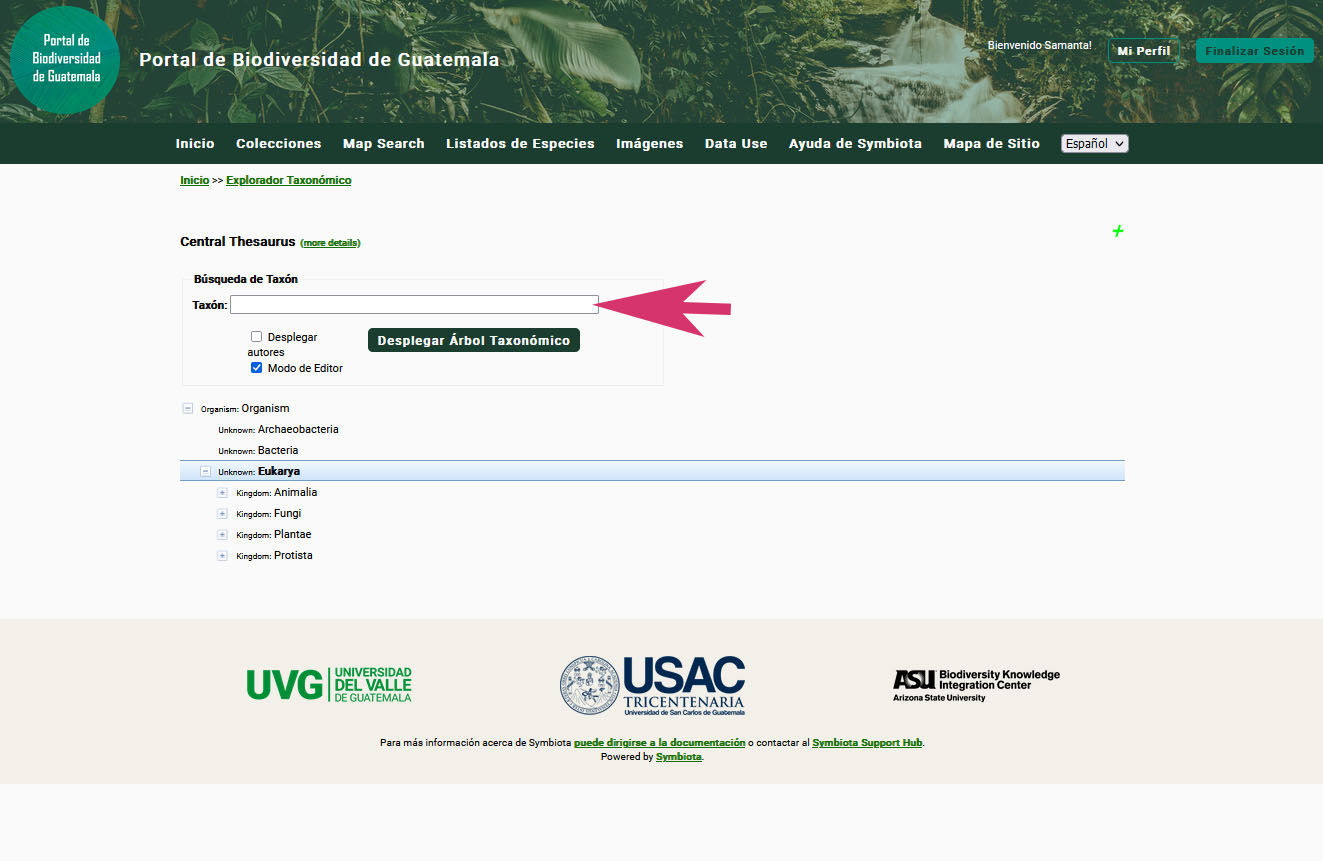 Portal de
Biodiversidad
de Guatemala
Portal de Biodiversidad de Guatemala
Bienvenido Samanta!
Mi Perfil
Finalizar Sesión
Inicio Colecciones Map Search Listados de Especies Imágenes Data Use Ayuda de Symbiota Mapa de Sitio Español
Inicio >> Explorador Taxonómico
Central Thesaurus (more details)
Búsqueda de Taxón
Taxón:
Desplegar
autores
Desplegar Árbol Taxonómico
Modo de Editor
Organism: Organism
Unknown: Archaeobacteria
Unknown: Bacteria
Unknown: Eukarya
Kingdom: Animalia
Kingdom: Fungi
Kingdom: Plantae
Kingdom: Protista
UVG
UNIVERSIDAD
DEL VALLE
DE GUATEMALA
USAC
TRICENTENARIA
Universidad de San Carlos de Guatemala
ASU
Biodiversity Knowledge
Integration Center
Arizona State University
Para más información acerca de Symbiota puede dirigirse a la documentación o contactar al Symbiota Support Hub.
Powered by Symbiota.